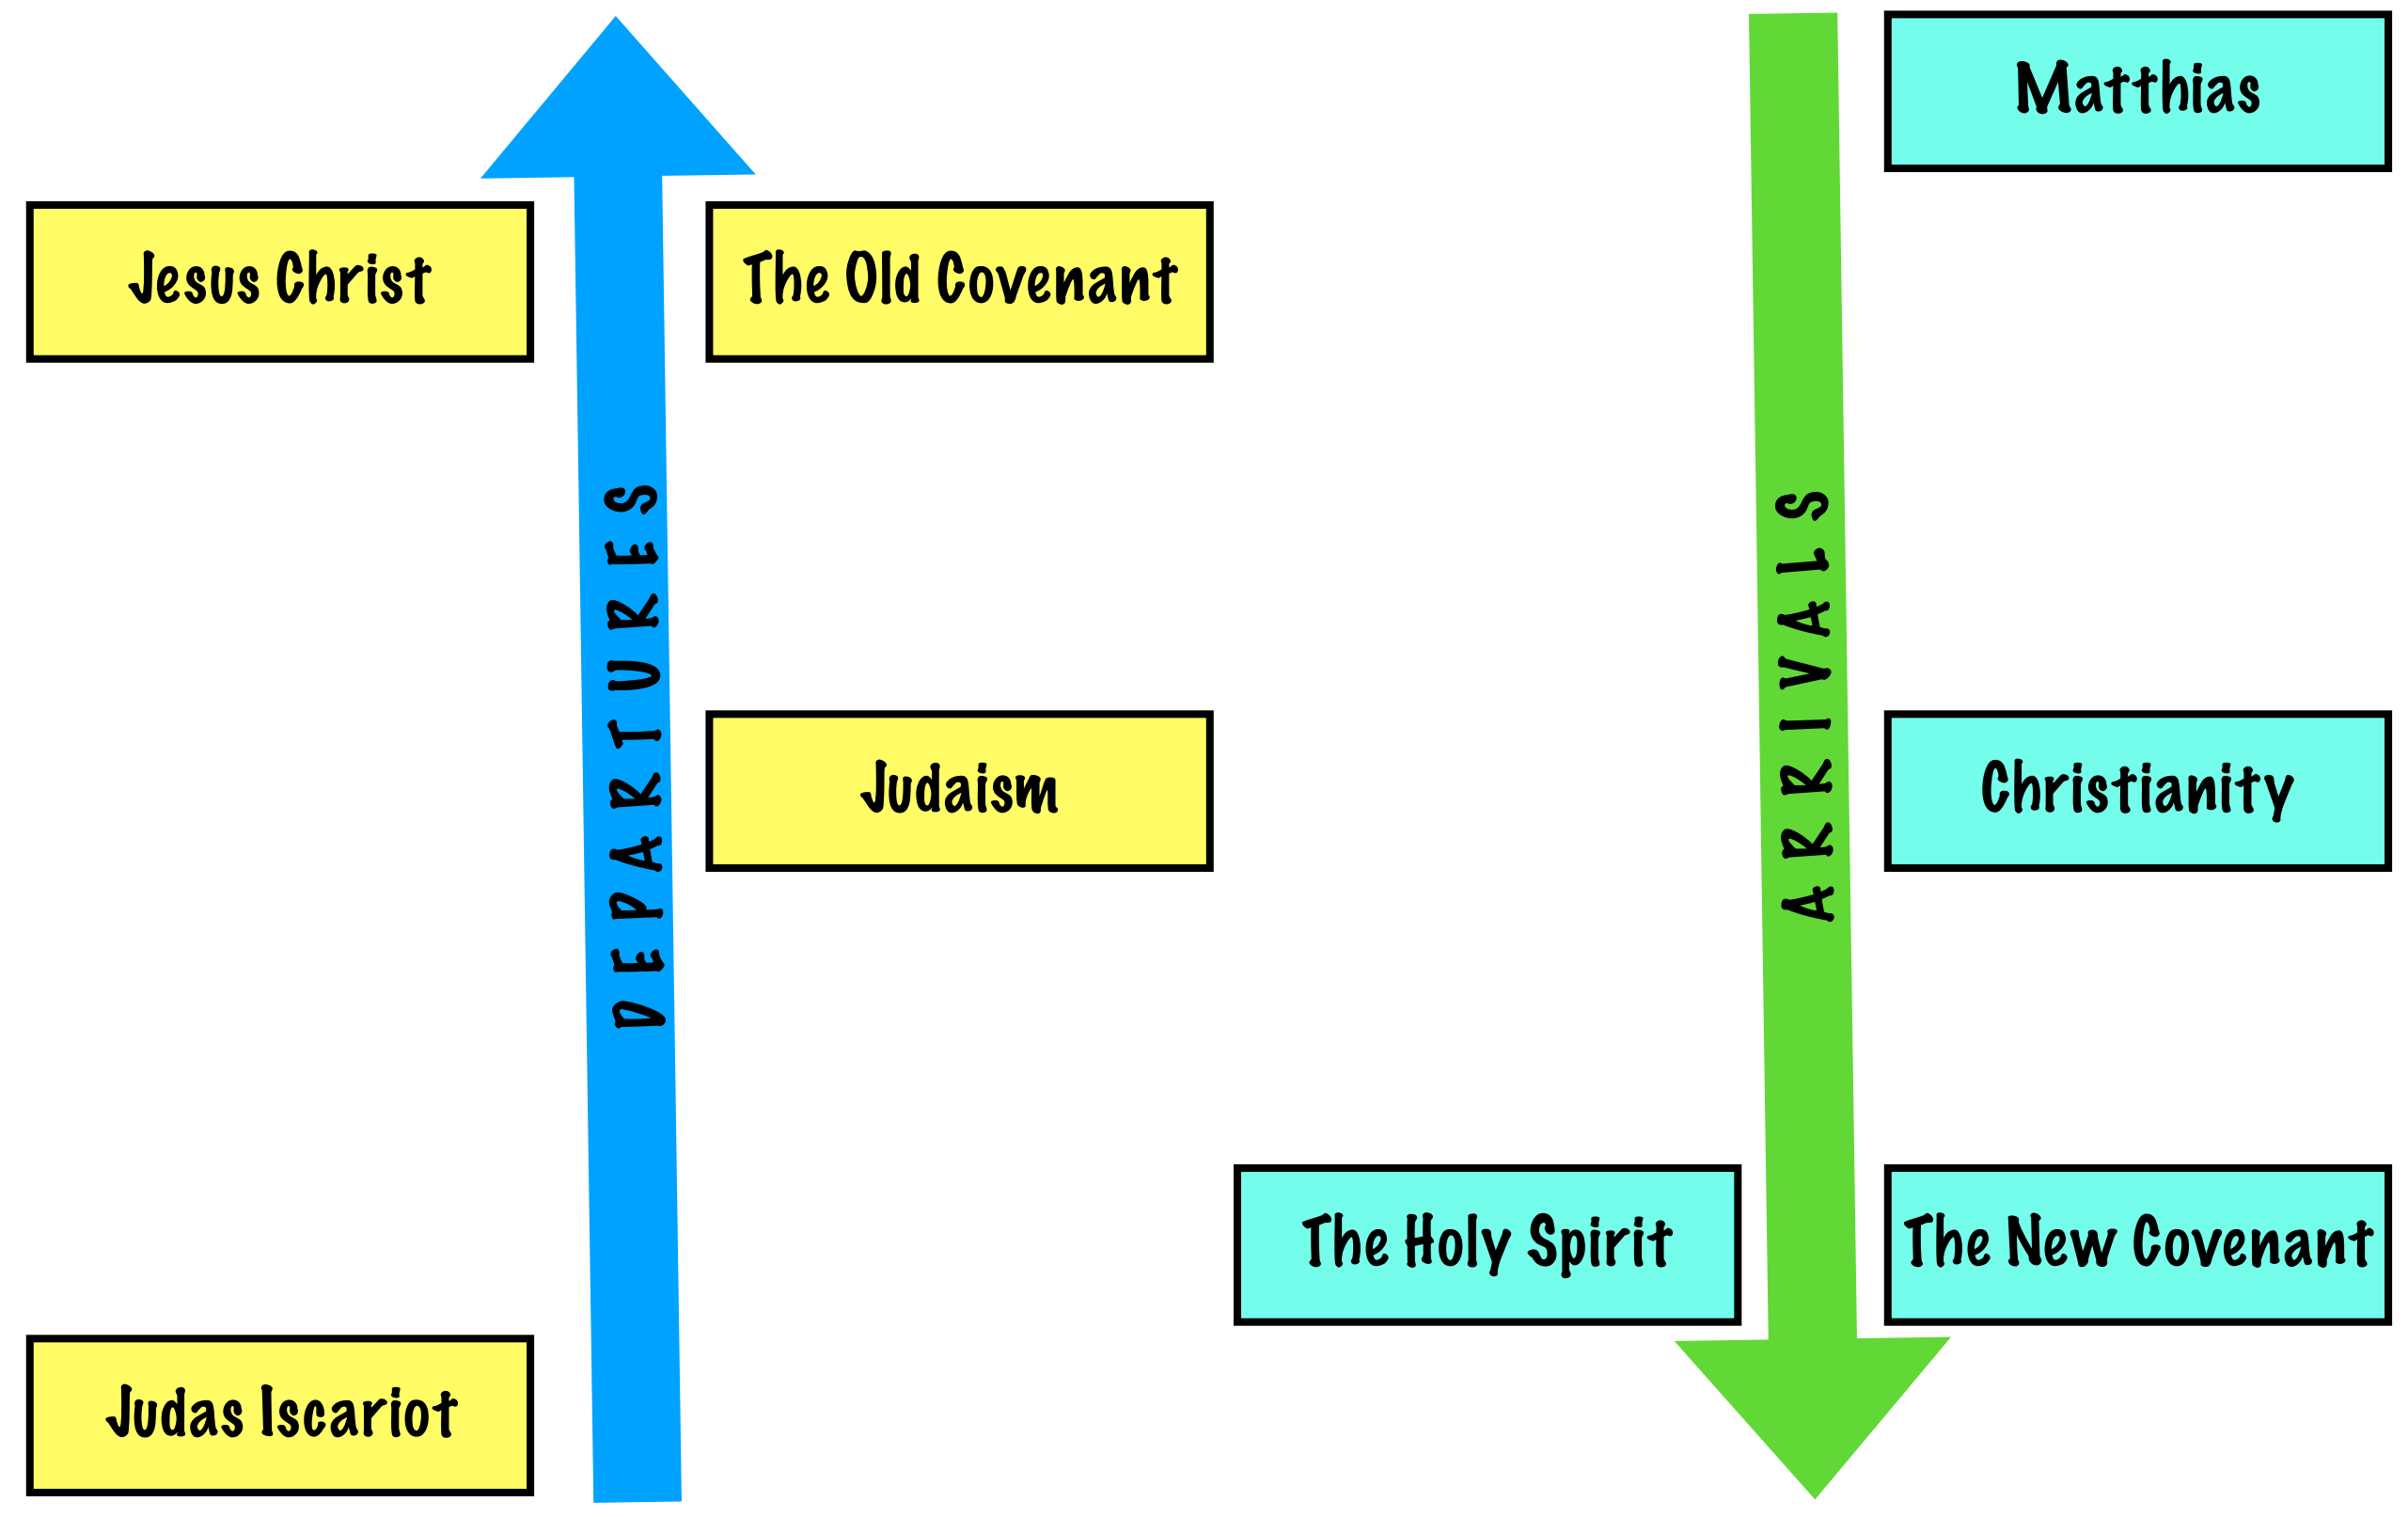 Matthias
Jesus Christ
The Old Covenant
DEPARTURES
ARRIVALS
Judaism
Christianity
The Holy Spirit
The New Covenant
Judas Iscariot